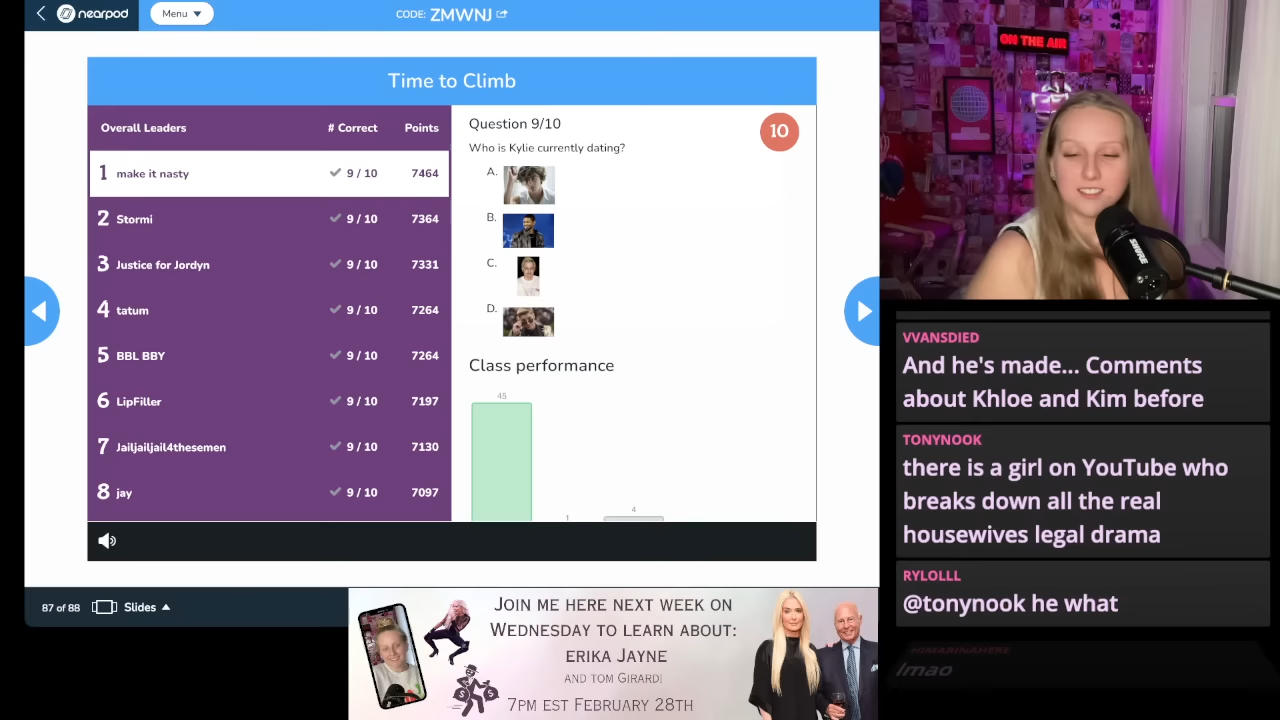 nearpod
Menu
CODE: ZMWNJ
Time to Climb
Overall Leaders # Correct Points
1 make it nasty 9 / 10 7464
2 Stormi 9 / 10 7364
3 Justice for Jordyn 9 / 10 7331
4 tatum 9 / 10 7264
5 BBL BBY 9 / 10 7264
6 LipFiller 9 / 10 7197
7 Jailjailjail4thesemen 9 / 10 7130
8 jay 9 / 10 7097
Question 9/10
10
Who is Kylie currently dating?
A.
B.
C.
D.
Class performance
45
1
4
87 of 88 Slides
JOIN ME HERE NEXT WEEK ON
WEDNESDAY TO LEARN ABOUT:
ERIKA JAYNE
AND TOM GIRARDI
7PM EST FEBRUARY 28TH
ON THE AIR
SHURE
VVANSDIED
And he's made... Comments
about Khloe and Kim before
TONYNOOK
there is a girl on YouTube who
breaks down all the real
housewives legal drama
RYLOLLL
@tonynook he what
HIMARINAHERE
lmao